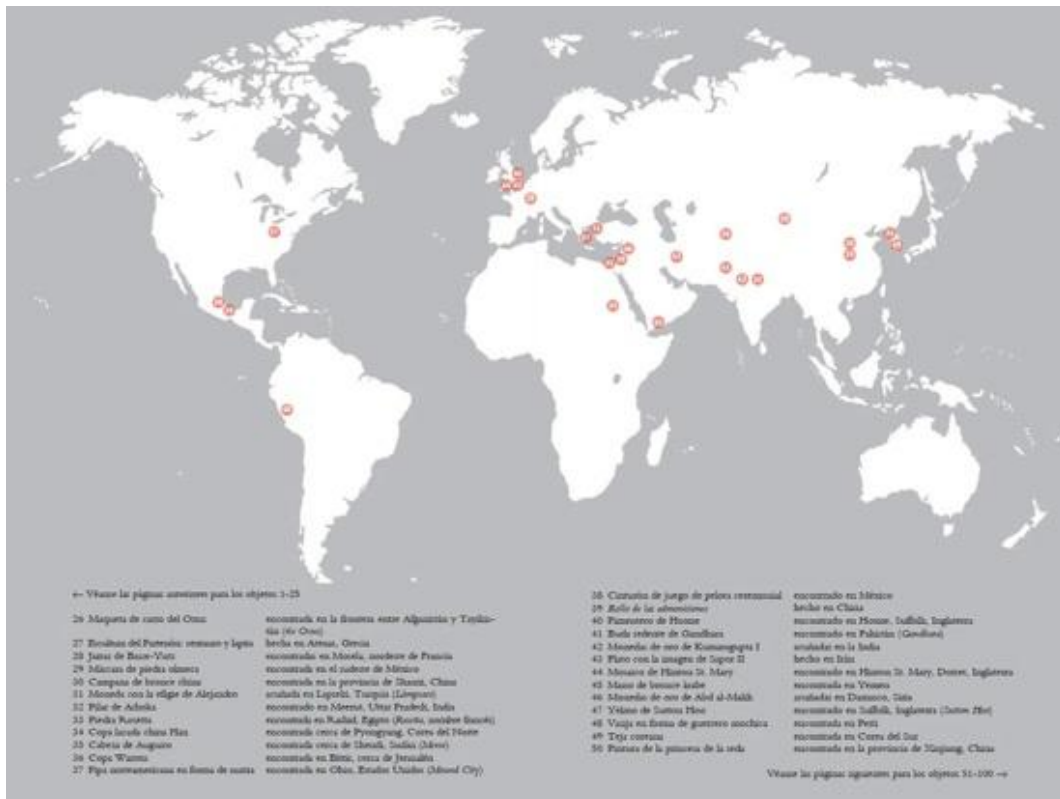 ← Véanse las páginas anteriores para los objetos 1-25
26 Maqueta de carro del Oxus encontrada en la frontera entre Afganistán y Tayikis-
tán (río Oxus)
27 Escultura del Partenón: centauro y lapita hecha en Atenas, Grecia
28 Jarras de Basse-Yutz encontradas en Mosela, nordeste de Francia
29 Máscara de piedra olmeca encontrada en el sudeste de México
30 Campana de bronce china encontrada en la provincia de Shanxi, China
31 Moneda con la efigie de Alejandro acuñada en Lapseki, Turquía (Lámpsaco)
32 Pilar de Ashoka encontrado en Meerut, Uttar Pradesh, India
33 Piedra Rosetta encontrada en Rashid, Egipto (Rosetta, nombre francés)
34 Copa lacada china Han encontrada cerca de Pyongyang, Corea del Norte
35 Cabeza de Augusto encontrada cerca de Shendi, Sudán (Meroe)
36 Copa Warren encontrada en Bittir, cerca de Jerusalén
37 Pipa norteamericana en forma de nutria encontrada en Ohio, Estados Unidos (Mound City)
38 Cinturón de juego de pelota ceremonial encontrado en México
39 Rollo de las admoniciones hecho en China
40 Pimentero de Hoxne encontrado en Hoxne, Suffolk, Inglaterra
41 Buda sedente de Gandhara encontrado en Pakistán (Gandhara)
42 Monedas de oro de Kumaragupta I acuñadas en la India
43 Plato con la imagen de Sapor II hecho en Irán
44 Mosaico de Hinton St. Mary encontrado en Hinton St. Mary, Dorset, Inglaterra
45 Mano de bronce árabe encontrada en Yemen
46 Monedas de oro de Abd al-Malik acuñadas en Damasco, Siria
47 Yelmo de Sutton Hoo encontrado en Suffolk, Inglaterra (Sutton Hoo)
48 Vasija en forma de guerrero mochica encontrada en Perú
49 Teja coreana encontrada en Corea del Sur
50 Pintura de la princesa de la seda encontrada en la provincia de Xinjiang, China
Véanse las páginas siguientes para los objetos 51-100 →